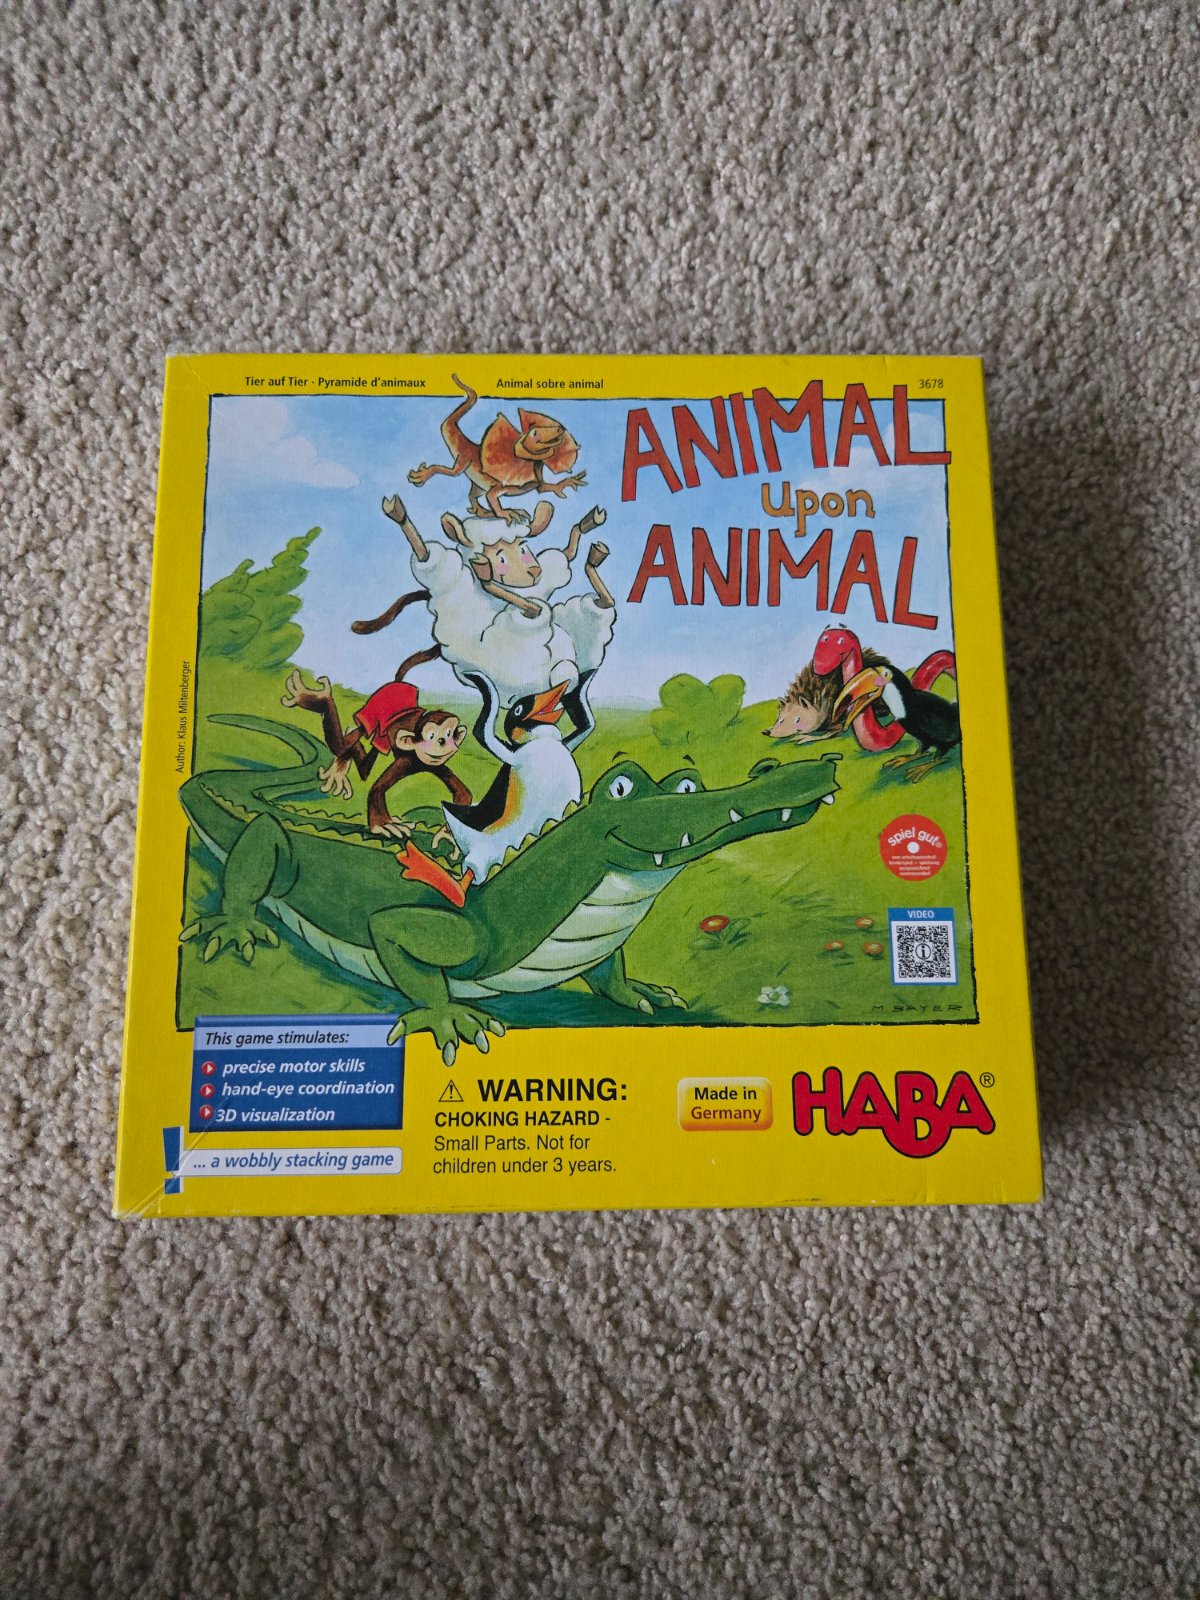 Tier auf Tier · Pyramide d'animaux
Animal sobre animal
3678
ANIMAL
upon
ANIMAL
Author: Klaus Miltenberger
spiel gut®
VIDEO
M. BAYER
This game stimulates:
precise motor skills
hand-eye coordination
3D visualization
... a wobbly stacking game
WARNING:
CHOKING HAZARD -
Small Parts. Not for
children under 3 years.
Made in
Germany
HABA®